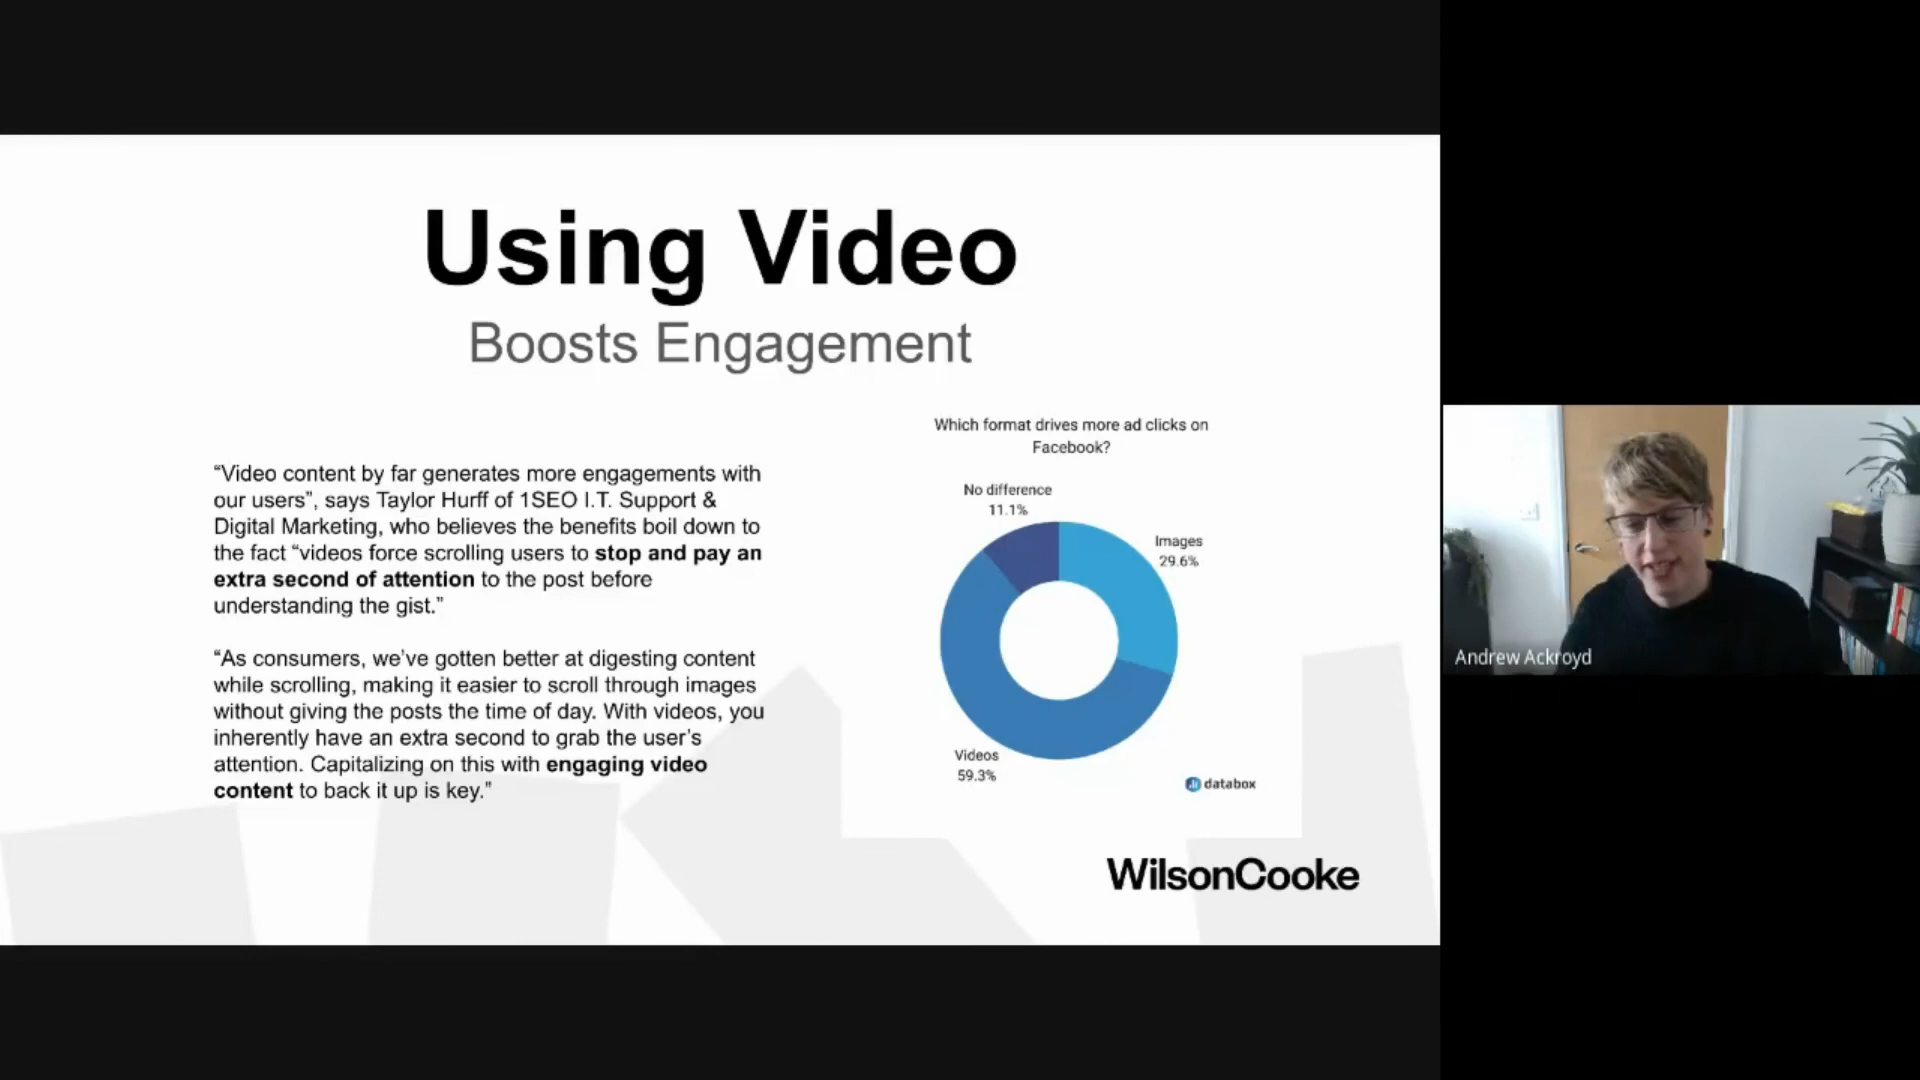 Using Video
Boosts Engagement
“Video content by far generates more engagements with
our users”, says Taylor Hurff of 1SEO I.T. Support &
Digital Marketing, who believes the benefits boil down to
the fact “videos force scrolling users to stop and pay an
extra second of attention to the post before
understanding the gist.”
“As consumers, we’ve gotten better at digesting content
while scrolling, making it easier to scroll through images
without giving the posts the time of day. With videos, you
inherently have an extra second to grab the user’s
attention. Capitalizing on this with engaging video
content to back it up is key.”
Which format drives more ad clicks on
Facebook?
No difference
11.1%
Images
29.6%
Videos
59.3%
databox
WilsonCooke
Andrew Ackroyd